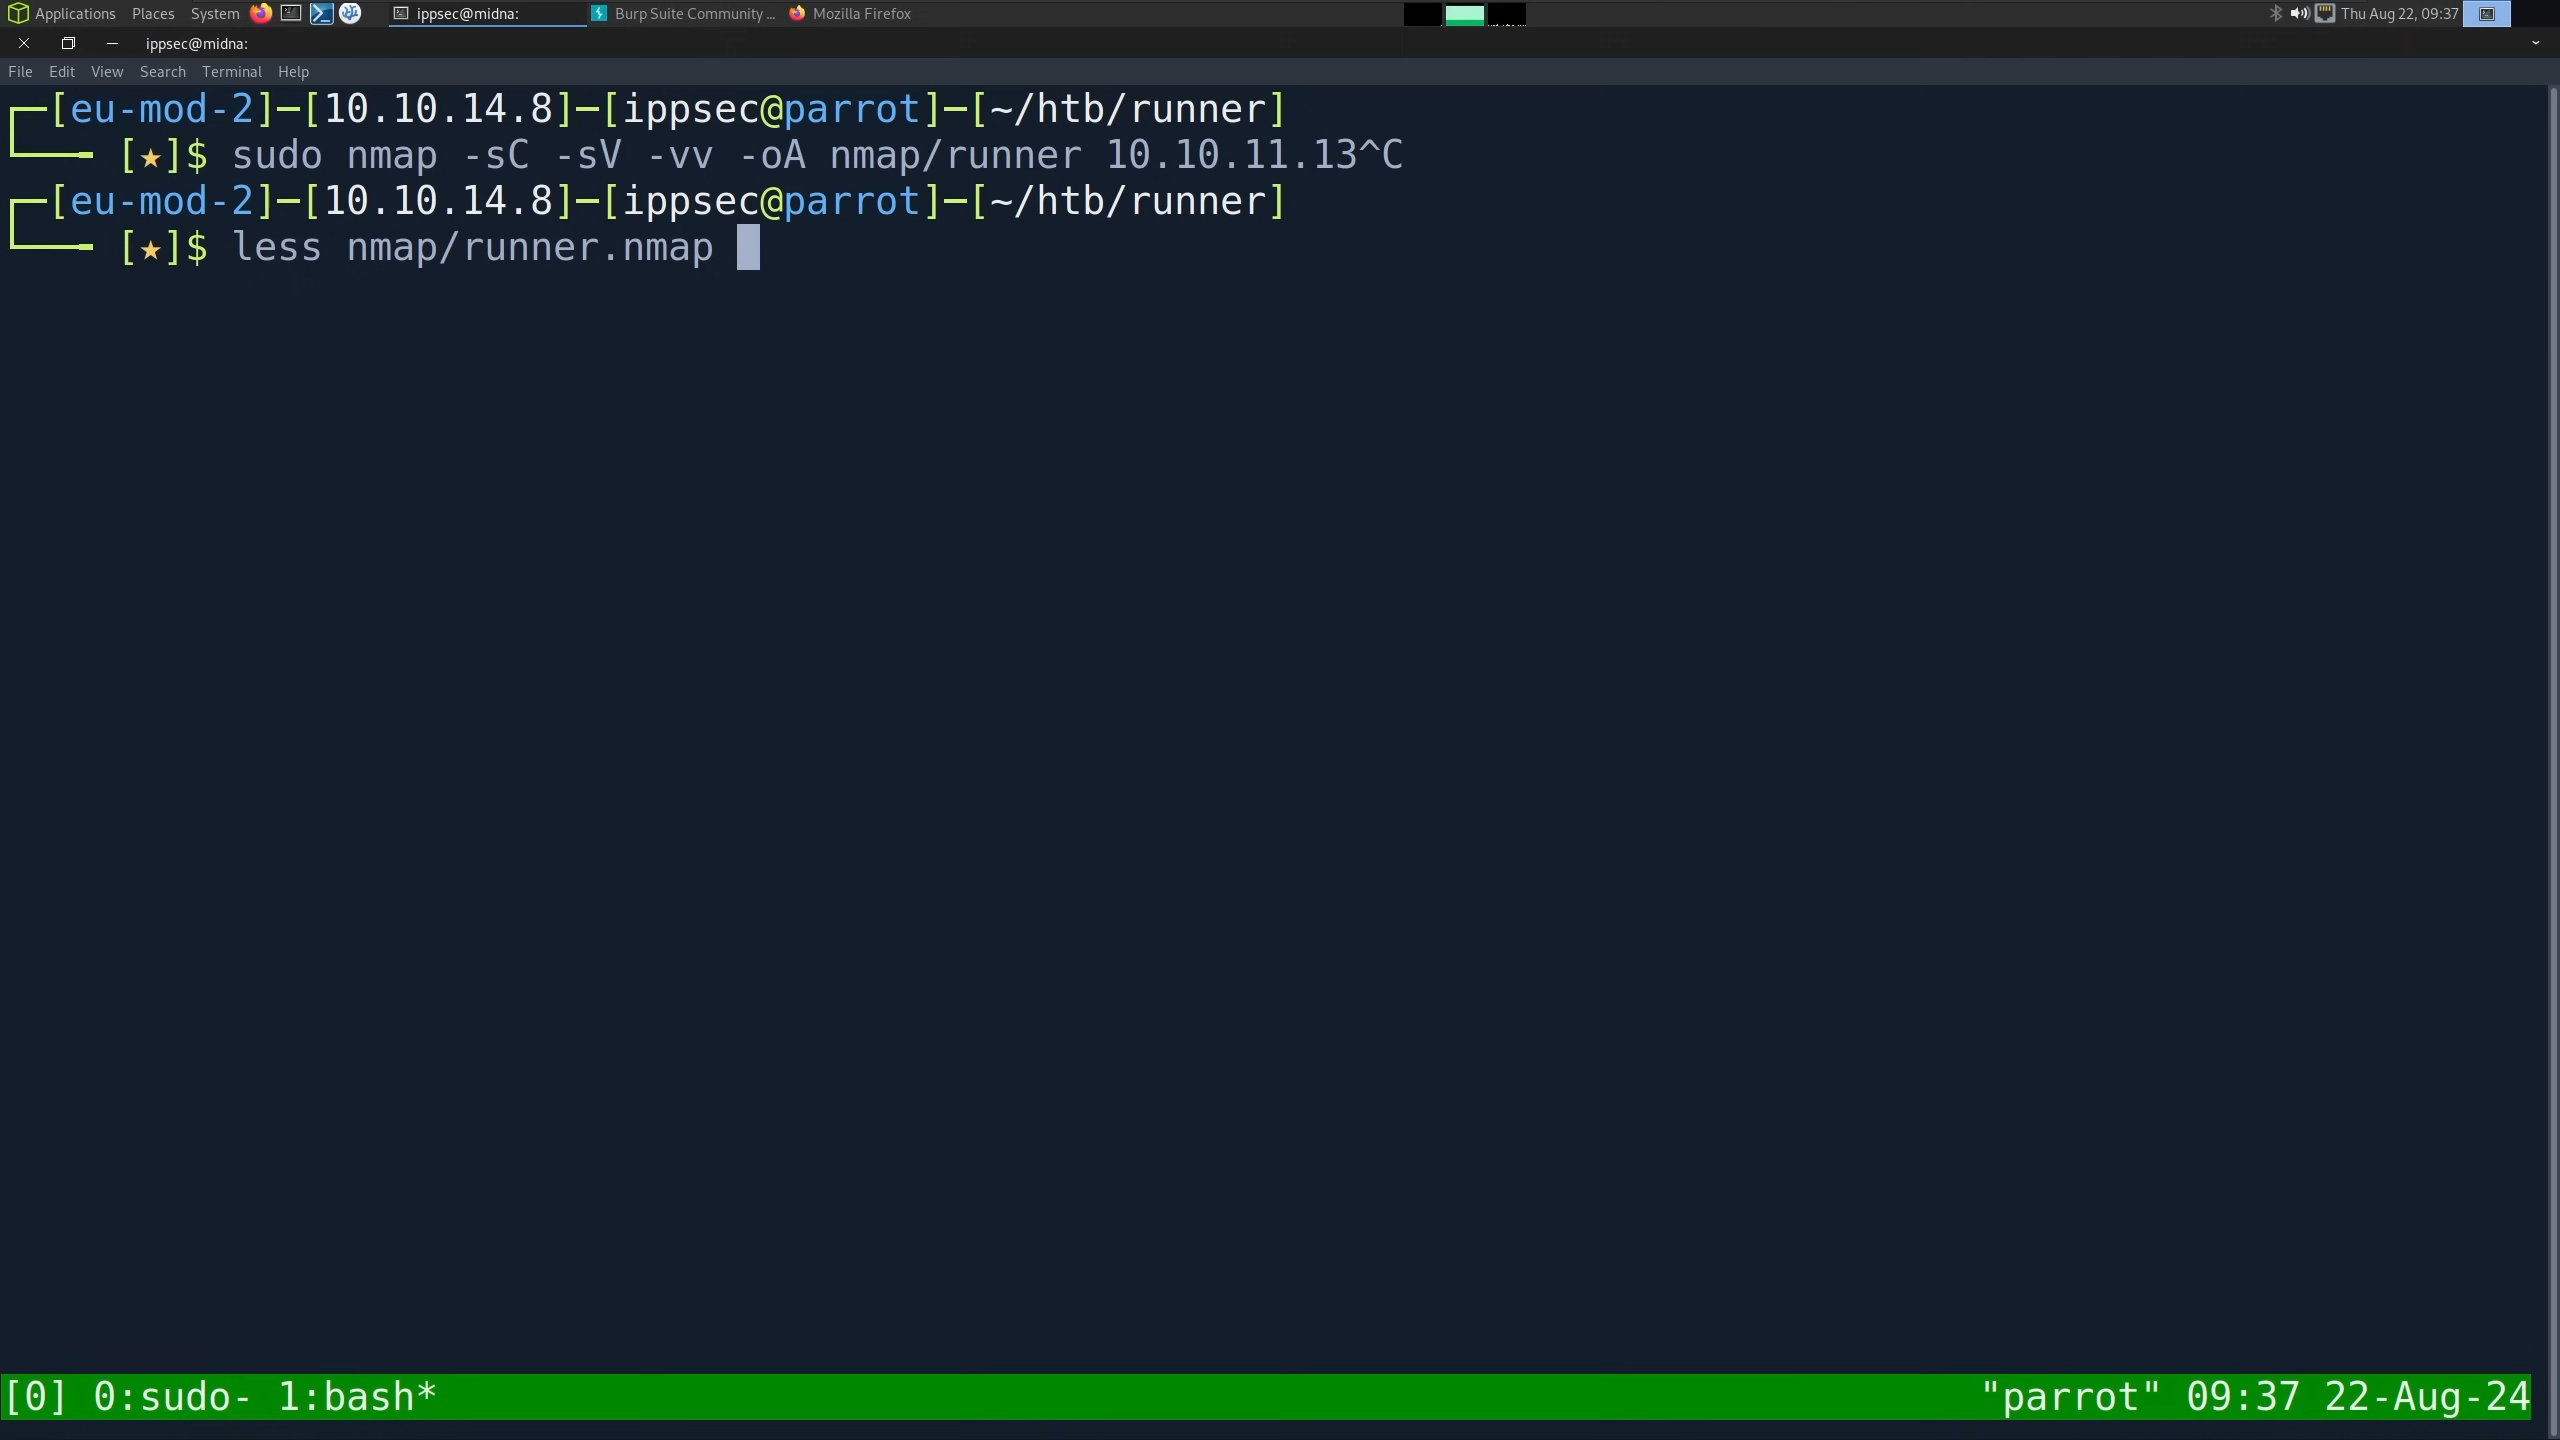 Applications Places System ippsec@midna: Burp Suite Community ... Mozilla Firefox Thu Aug 22, 09:37
ippsec@midna:
File Edit View Search Terminal Help
┌─[eu-mod-2]─[10.10.14.8]─[ippsec@parrot]─[~/htb/runner]
└──╼ [★]$ sudo nmap -sC -sV -vv -oA nmap/runner 10.10.11.13^C
┌─[eu-mod-2]─[10.10.14.8]─[ippsec@parrot]─[~/htb/runner]
└──╼ [★]$ less nmap/runner.nmap
[0] 0:sudo- 1:bash* "parrot" 09:37 22-Aug-24